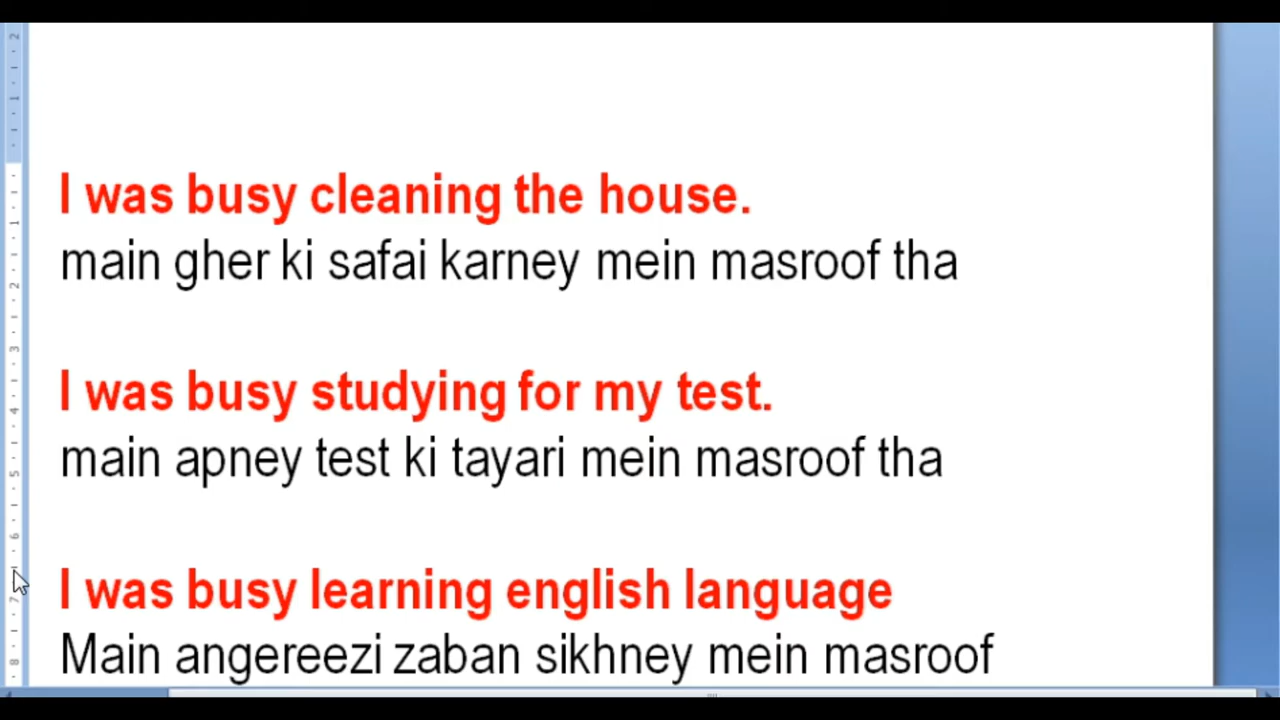 I was busy cleaning the house.
main gher ki safai karney mein masroof tha
I was busy studying for my test.
main apney test ki tayari mein masroof tha
I was busy learning english language
Main angereezi zaban sikhney mein masroof